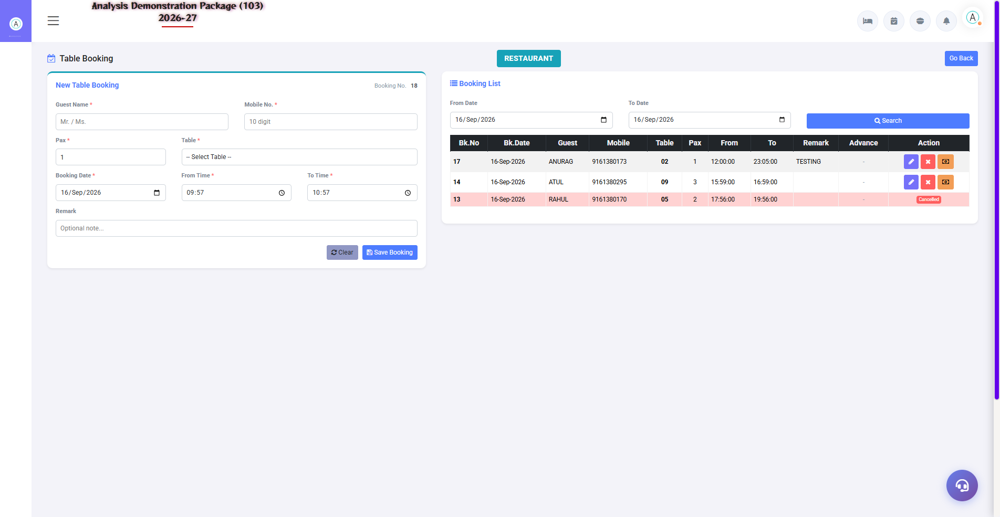 Analysis Demonstration Package (103)
2026-27
A
A
Table Booking
RESTAURANT
Go Back
New Table Booking
Booking No. 18
Guest Name *
Mobile No. *
Mr. / Ms.
10 digit
Pax *
Table *
1
-- Select Table --
Booking Date *
From Time *
To Time *
16/Sep/2026
09:57
10:57
Remark
Optional note...
Clear
Save Booking
Booking List
From Date
To Date
16/Sep/2026
16/Sep/2026
Search
Bk.No Bk.Date Guest Mobile Table Pax From To Remark Advance Action
17 16-Sep-2026 ANURAG 9161380173 02 1 12:00:00 23:05:00 TESTING -
14 16-Sep-2026 ATUL 9161380295 09 3 15:59:00 16:59:00 -
13 16-Sep-2026 RAHUL 9161380170 05 2 17:56:00 19:56:00 - Cancelled